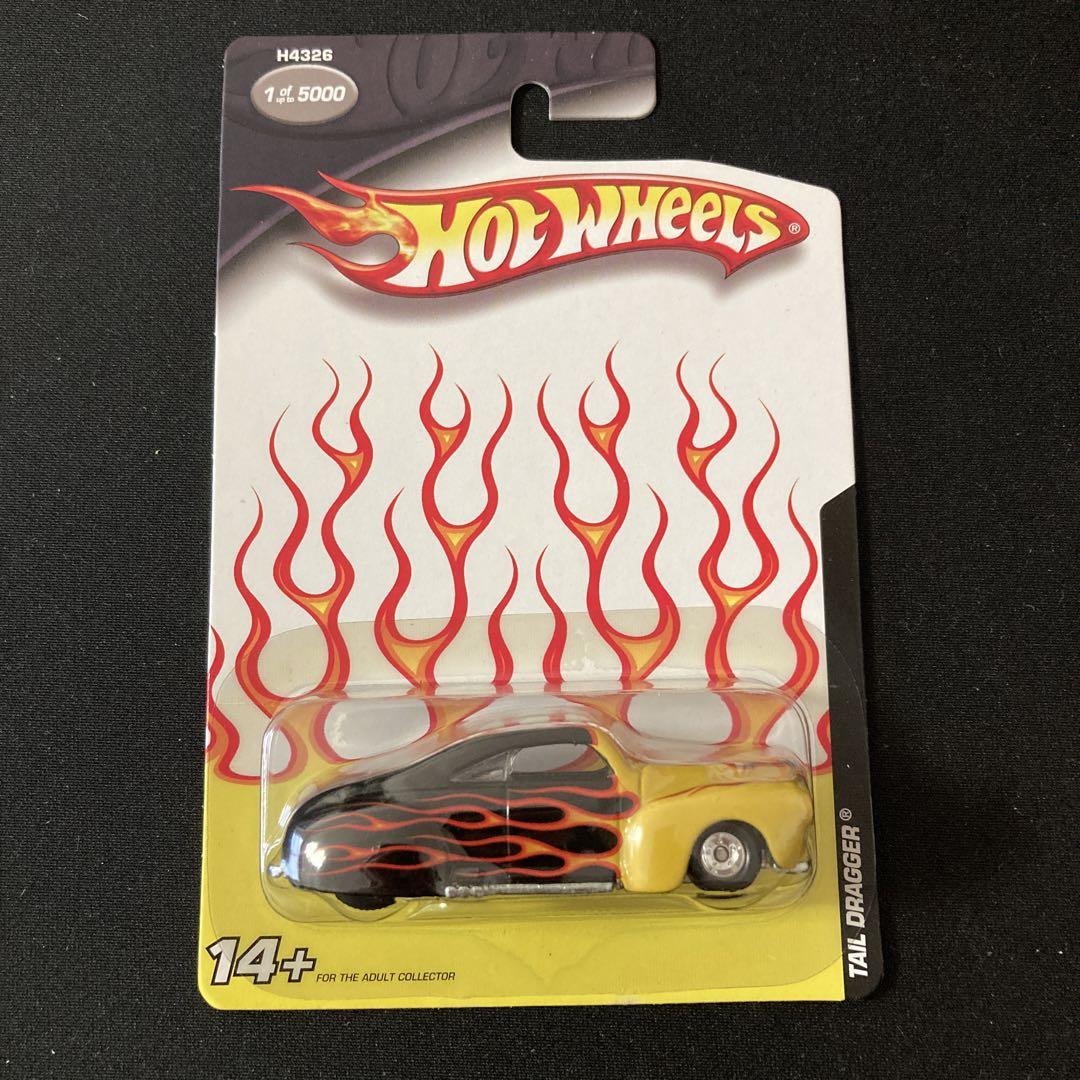 H4326
1 of up to 5000
HOT WHEELS®
TAIL DRAGGER®
14+ FOR THE ADULT COLLECTOR